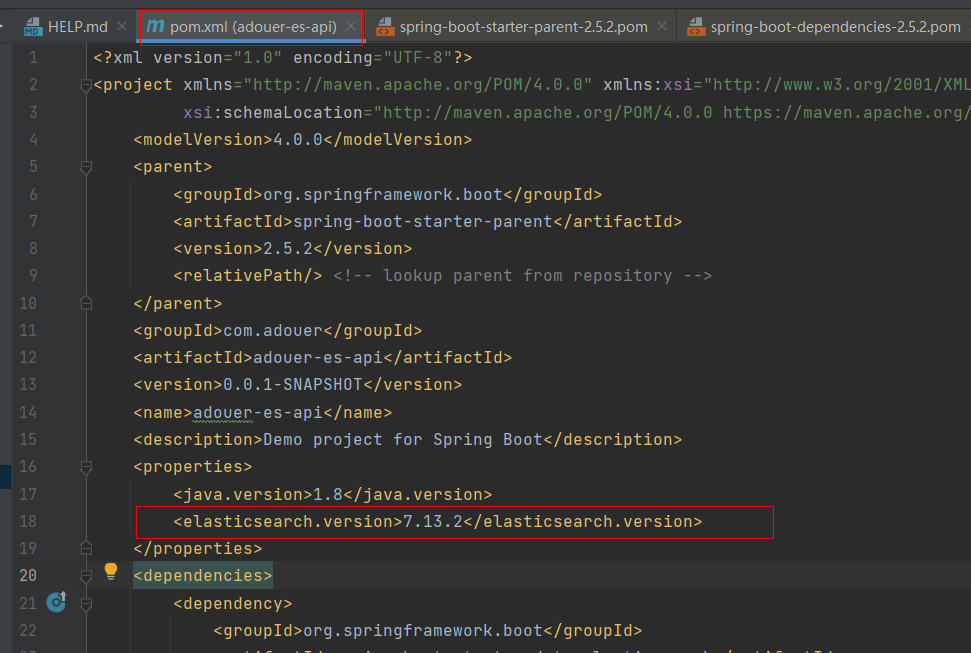 HELP.md
pom.xml (adouer-es-api)
spring-boot-starter-parent-2.5.2.pom
spring-boot-dependencies-2.5.2.pom
1 <?xml version="1.0" encoding="UTF-8"?>
2 <project xmlns="http://maven.apache.org/POM/4.0.0" xmlns:xsi="http://www.w3.org/2001/XML
3 xsi:schemaLocation="http://maven.apache.org/POM/4.0.0 https://maven.apache.org/
4 <modelVersion>4.0.0</modelVersion>
5 <parent>
6 <groupId>org.springframework.boot</groupId>
7 <artifactId>spring-boot-starter-parent</artifactId>
8 <version>2.5.2</version>
9 <relativePath/> <!-- lookup parent from repository -->
10 </parent>
11 <groupId>com.adouer</groupId>
12 <artifactId>adouer-es-api</artifactId>
13 <version>0.0.1-SNAPSHOT</version>
14 <name>adouer-es-api</name>
15 <description>Demo project for Spring Boot</description>
16 <properties>
17 <java.version>1.8</java.version>
18 <elasticsearch.version>7.13.2</elasticsearch.version>
19 </properties>
20 <dependencies>
21 <dependency>
22 <groupId>org.springframework.boot</groupId>